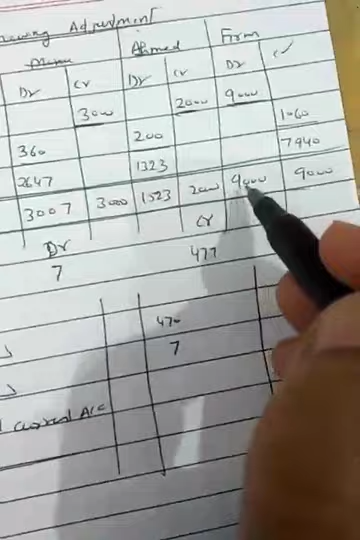 Adjustment
Ahmed Firm
Dr Cr Dr Cr Dr Cr
3000 2000 9000
200 1060
360 7940
2647 1323
3007 3000 1523 2000 9000 9000
Dr Cr
7 477
470
7
Current A/c